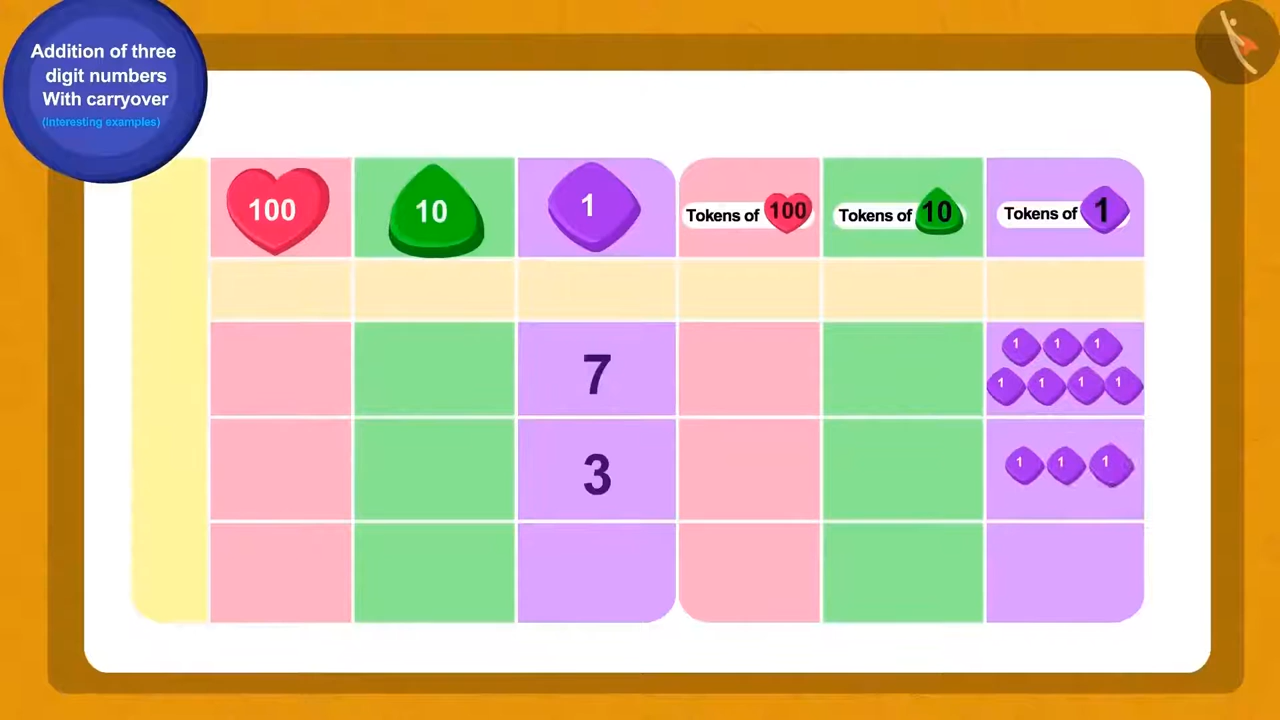 Addition of three
digit numbers
With carryover
(Interesting examples)
100 10 1 Tokens of 100 Tokens of 10 Tokens of 1
7 1 1 1
1 1 1 1
3 1 1 1